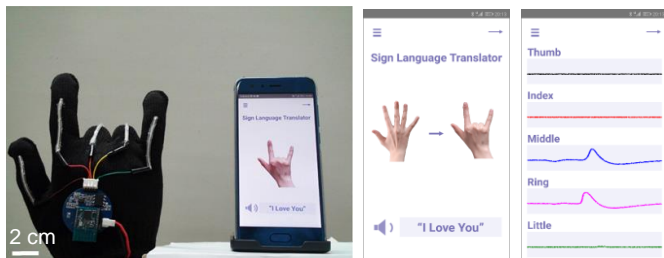 2 cm
Sign Language Translator
"I Love You"
Sign Language Translator
"I Love You"
Thumb
Index
Middle
Ring
Little